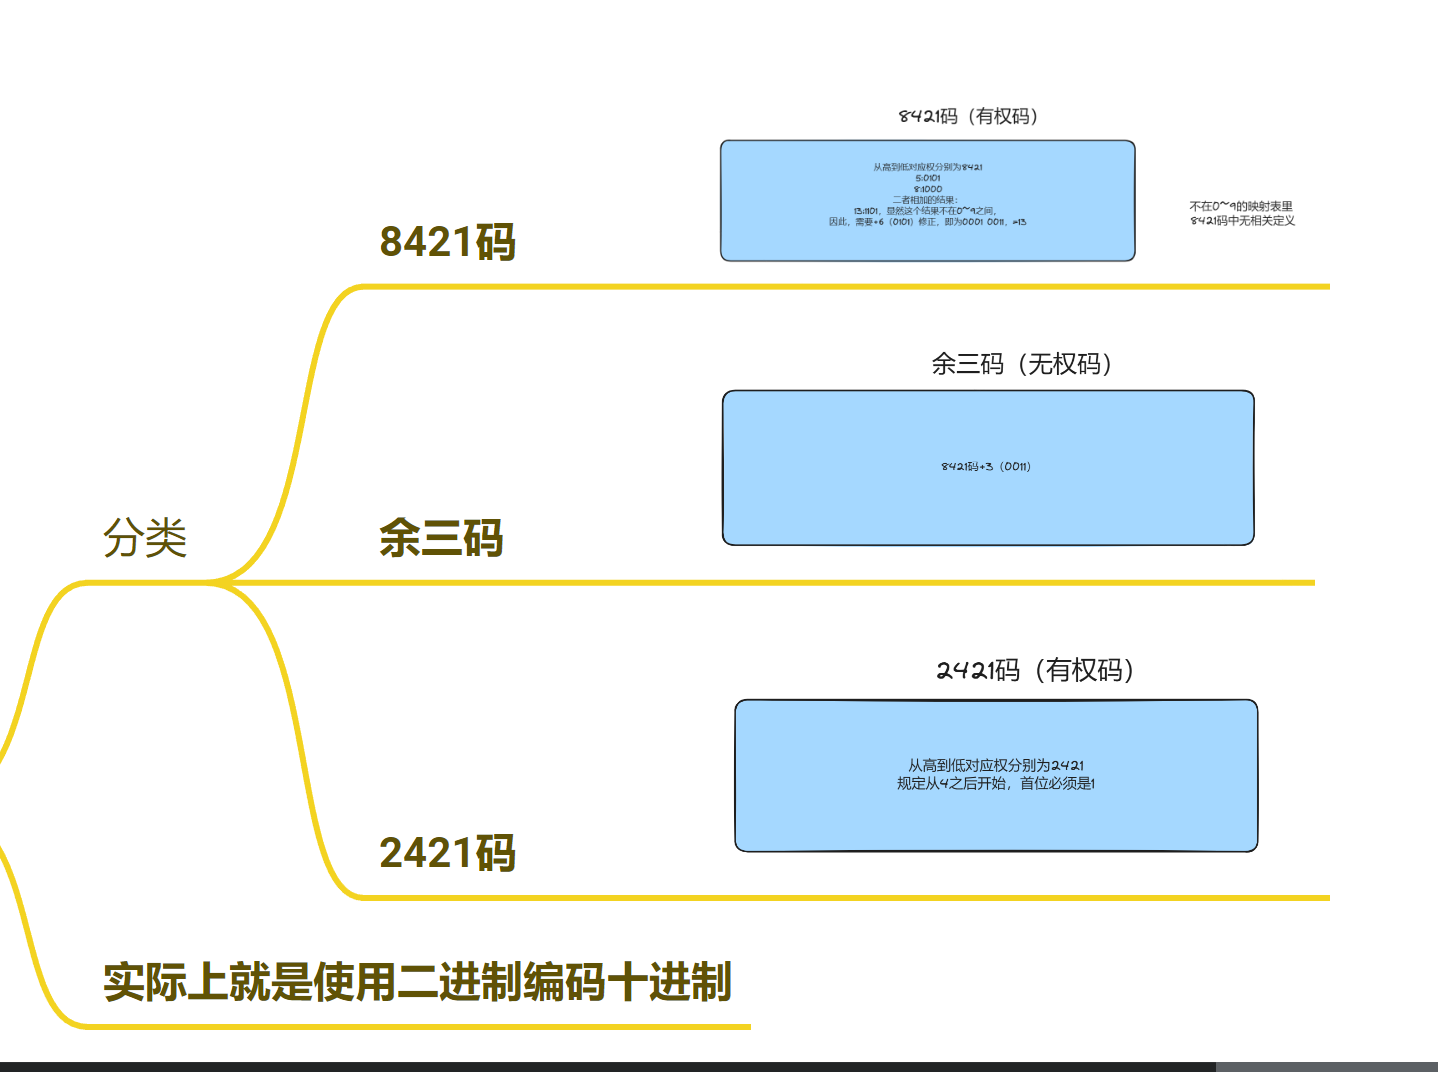 8421码（有权码）
从高到低对应权分别为8421
5:0101
8:1000
二者相加的结果：
13:1101，显然这个结果不在0~9之间，
因此，需要+6（0101）修正，即为0001 0011，=13
不在0~9的映射表里
8421码中无相关定义
8421码
余三码（无权码）
8421码+3（0011）
分类
余三码
2421码（有权码）
从高到低对应权分别为2421
规定从4之后开始，首位必须是1
2421码
实际上就是使用二进制编码十进制